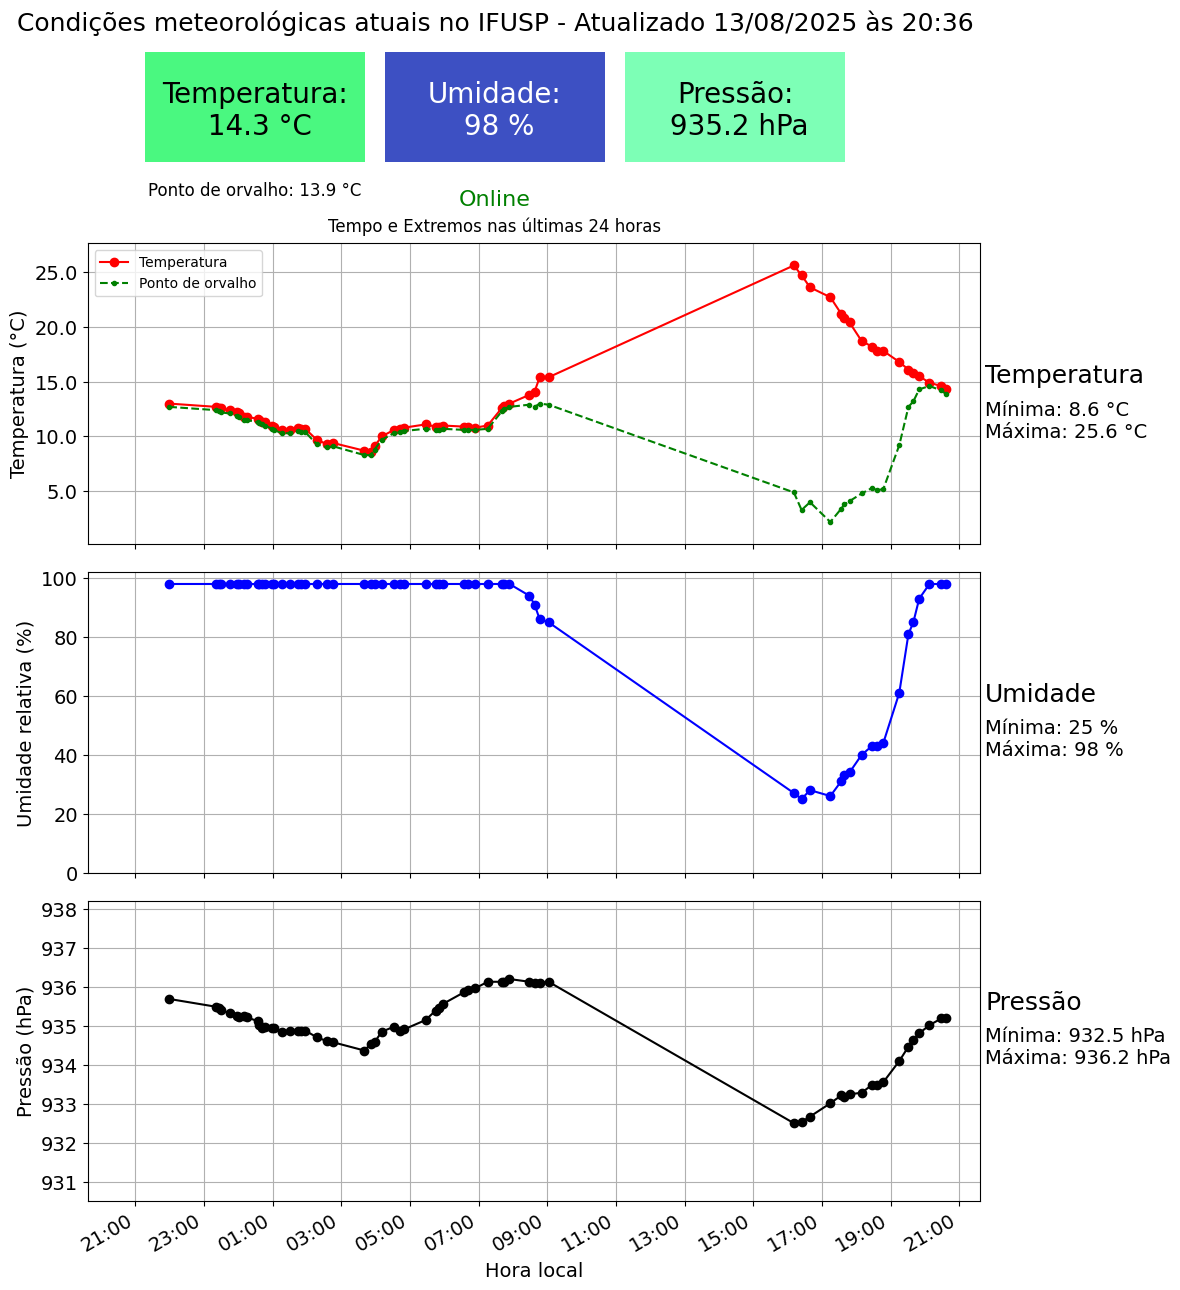 Condições meteorológicas atuais no IFUSP - Atualizado 13/08/2025 às 20:36
Temperatura:
14.3 °C
Umidade:
98 %
Pressão:
935.2 hPa
Ponto de orvalho: 13.9 °C
Online
Tempo e Extremos nas últimas 24 horas
Temperatura
Ponto de orvalho
Temperatura (°C)
25.0
20.0
15.0
10.0
5.0
Temperatura
Mínima: 8.6 °C
Máxima: 25.6 °C
Umidade relativa (%)
100
80
60
40
20
0
Umidade
Mínima: 25 %
Máxima: 98 %
Pressão (hPa)
938
937
936
935
934
933
932
931
Pressão
Mínima: 932.5 hPa
Máxima: 936.2 hPa
21:00 23:00 01:00 03:00 05:00 07:00 09:00 11:00 13:00 15:00 17:00 19:00 21:00
Hora local